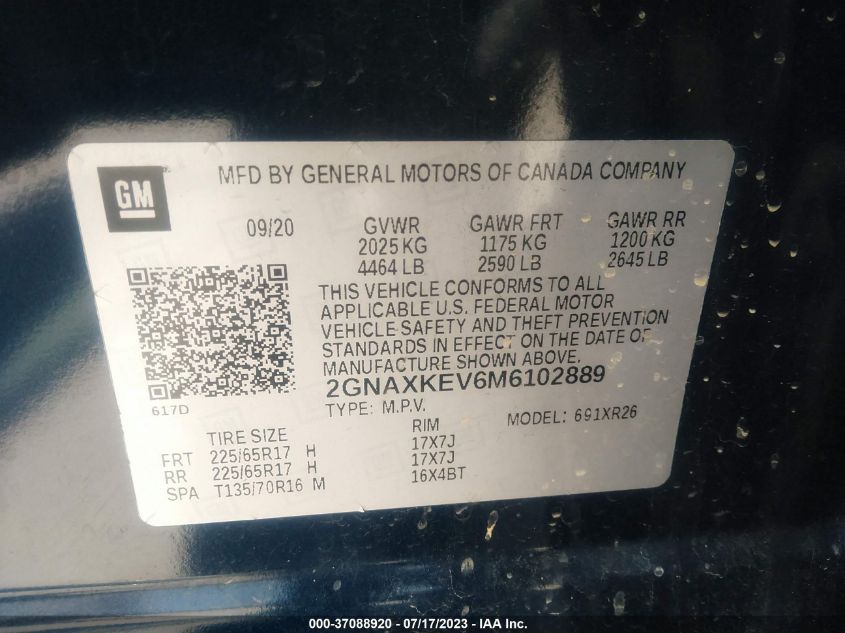 GM
MFD BY GENERAL MOTORS OF CANADA COMPANY
09/20 GVWR GAWR FRT GAWR RR
2025 KG 1175 KG 1200 KG
4464 LB 2590 LB 2645 LB
THIS VEHICLE CONFORMS TO ALL
APPLICABLE U.S. FEDERAL MOTOR
VEHICLE SAFETY AND THEFT PREVENTION
STANDARDS IN EFFECT ON THE DATE OF
MANUFACTURE SHOWN ABOVE.
2GNAXKEV6M6102889
617D TYPE: M.P.V. MODEL: 691XR26
TIRE SIZE RIM
FRT 225/65R17 H 17X7J
RR 225/65R17 H 17X7J
SPA T135/70R16 M 16X4BT
000-37088920 - 07/17/2023 - IAA Inc.